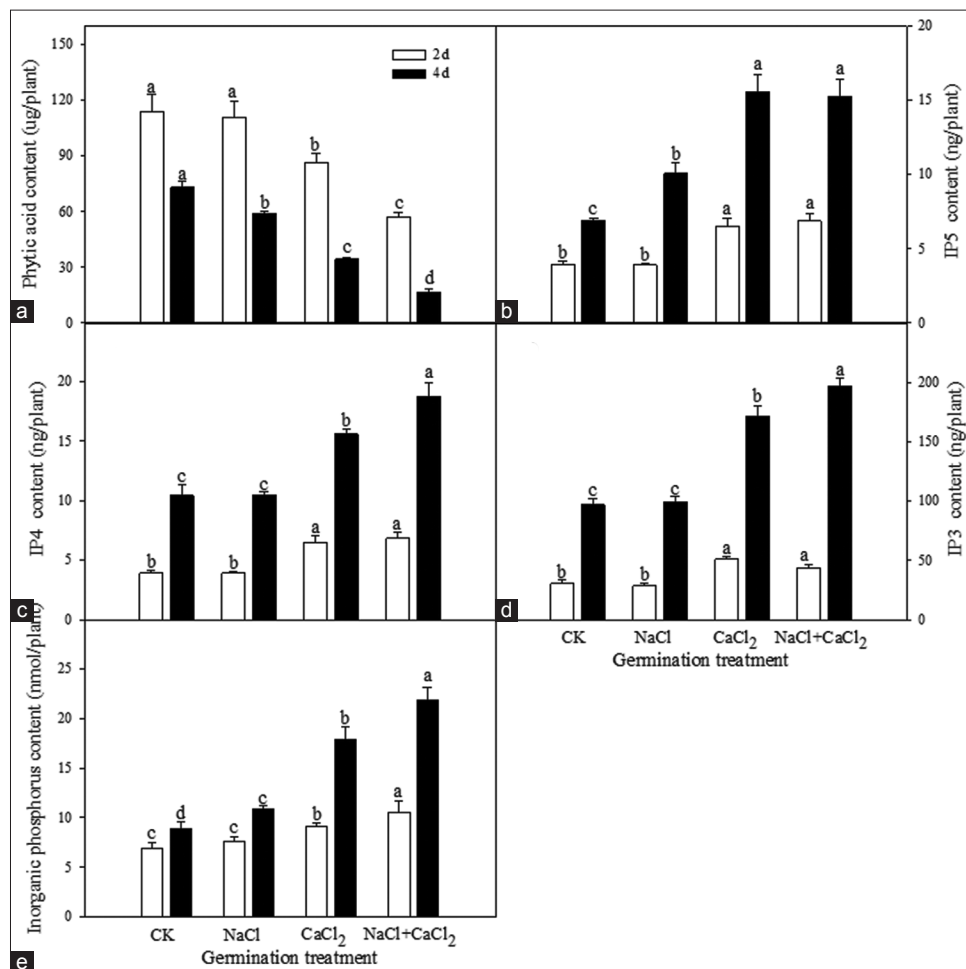 Phytic acid content (ug/plant)
150
120
90
60
30
0
2d
4d
a
a
a
b
b
c
c
d
a
IP5 content (ng/plant)
20
15
10
5
0
b
c
b
b
a
a
a
a
b
IP4 content (ng/plant)
20
15
10
5
0
b
c
b
c
a
b
a
a
c
IP3 content (ng/plant)
200
150
100
50
0
b
c
b
c
a
b
a
a
d
CK NaCl CaCl2 NaCl+CaCl2
Germination treatment
Inorganic phosphorus content (nmol/plant)
25
20
15
10
5
0
c
d
c
c
b
b
a
a
e
CK NaCl CaCl2 NaCl+CaCl2
Germination treatment